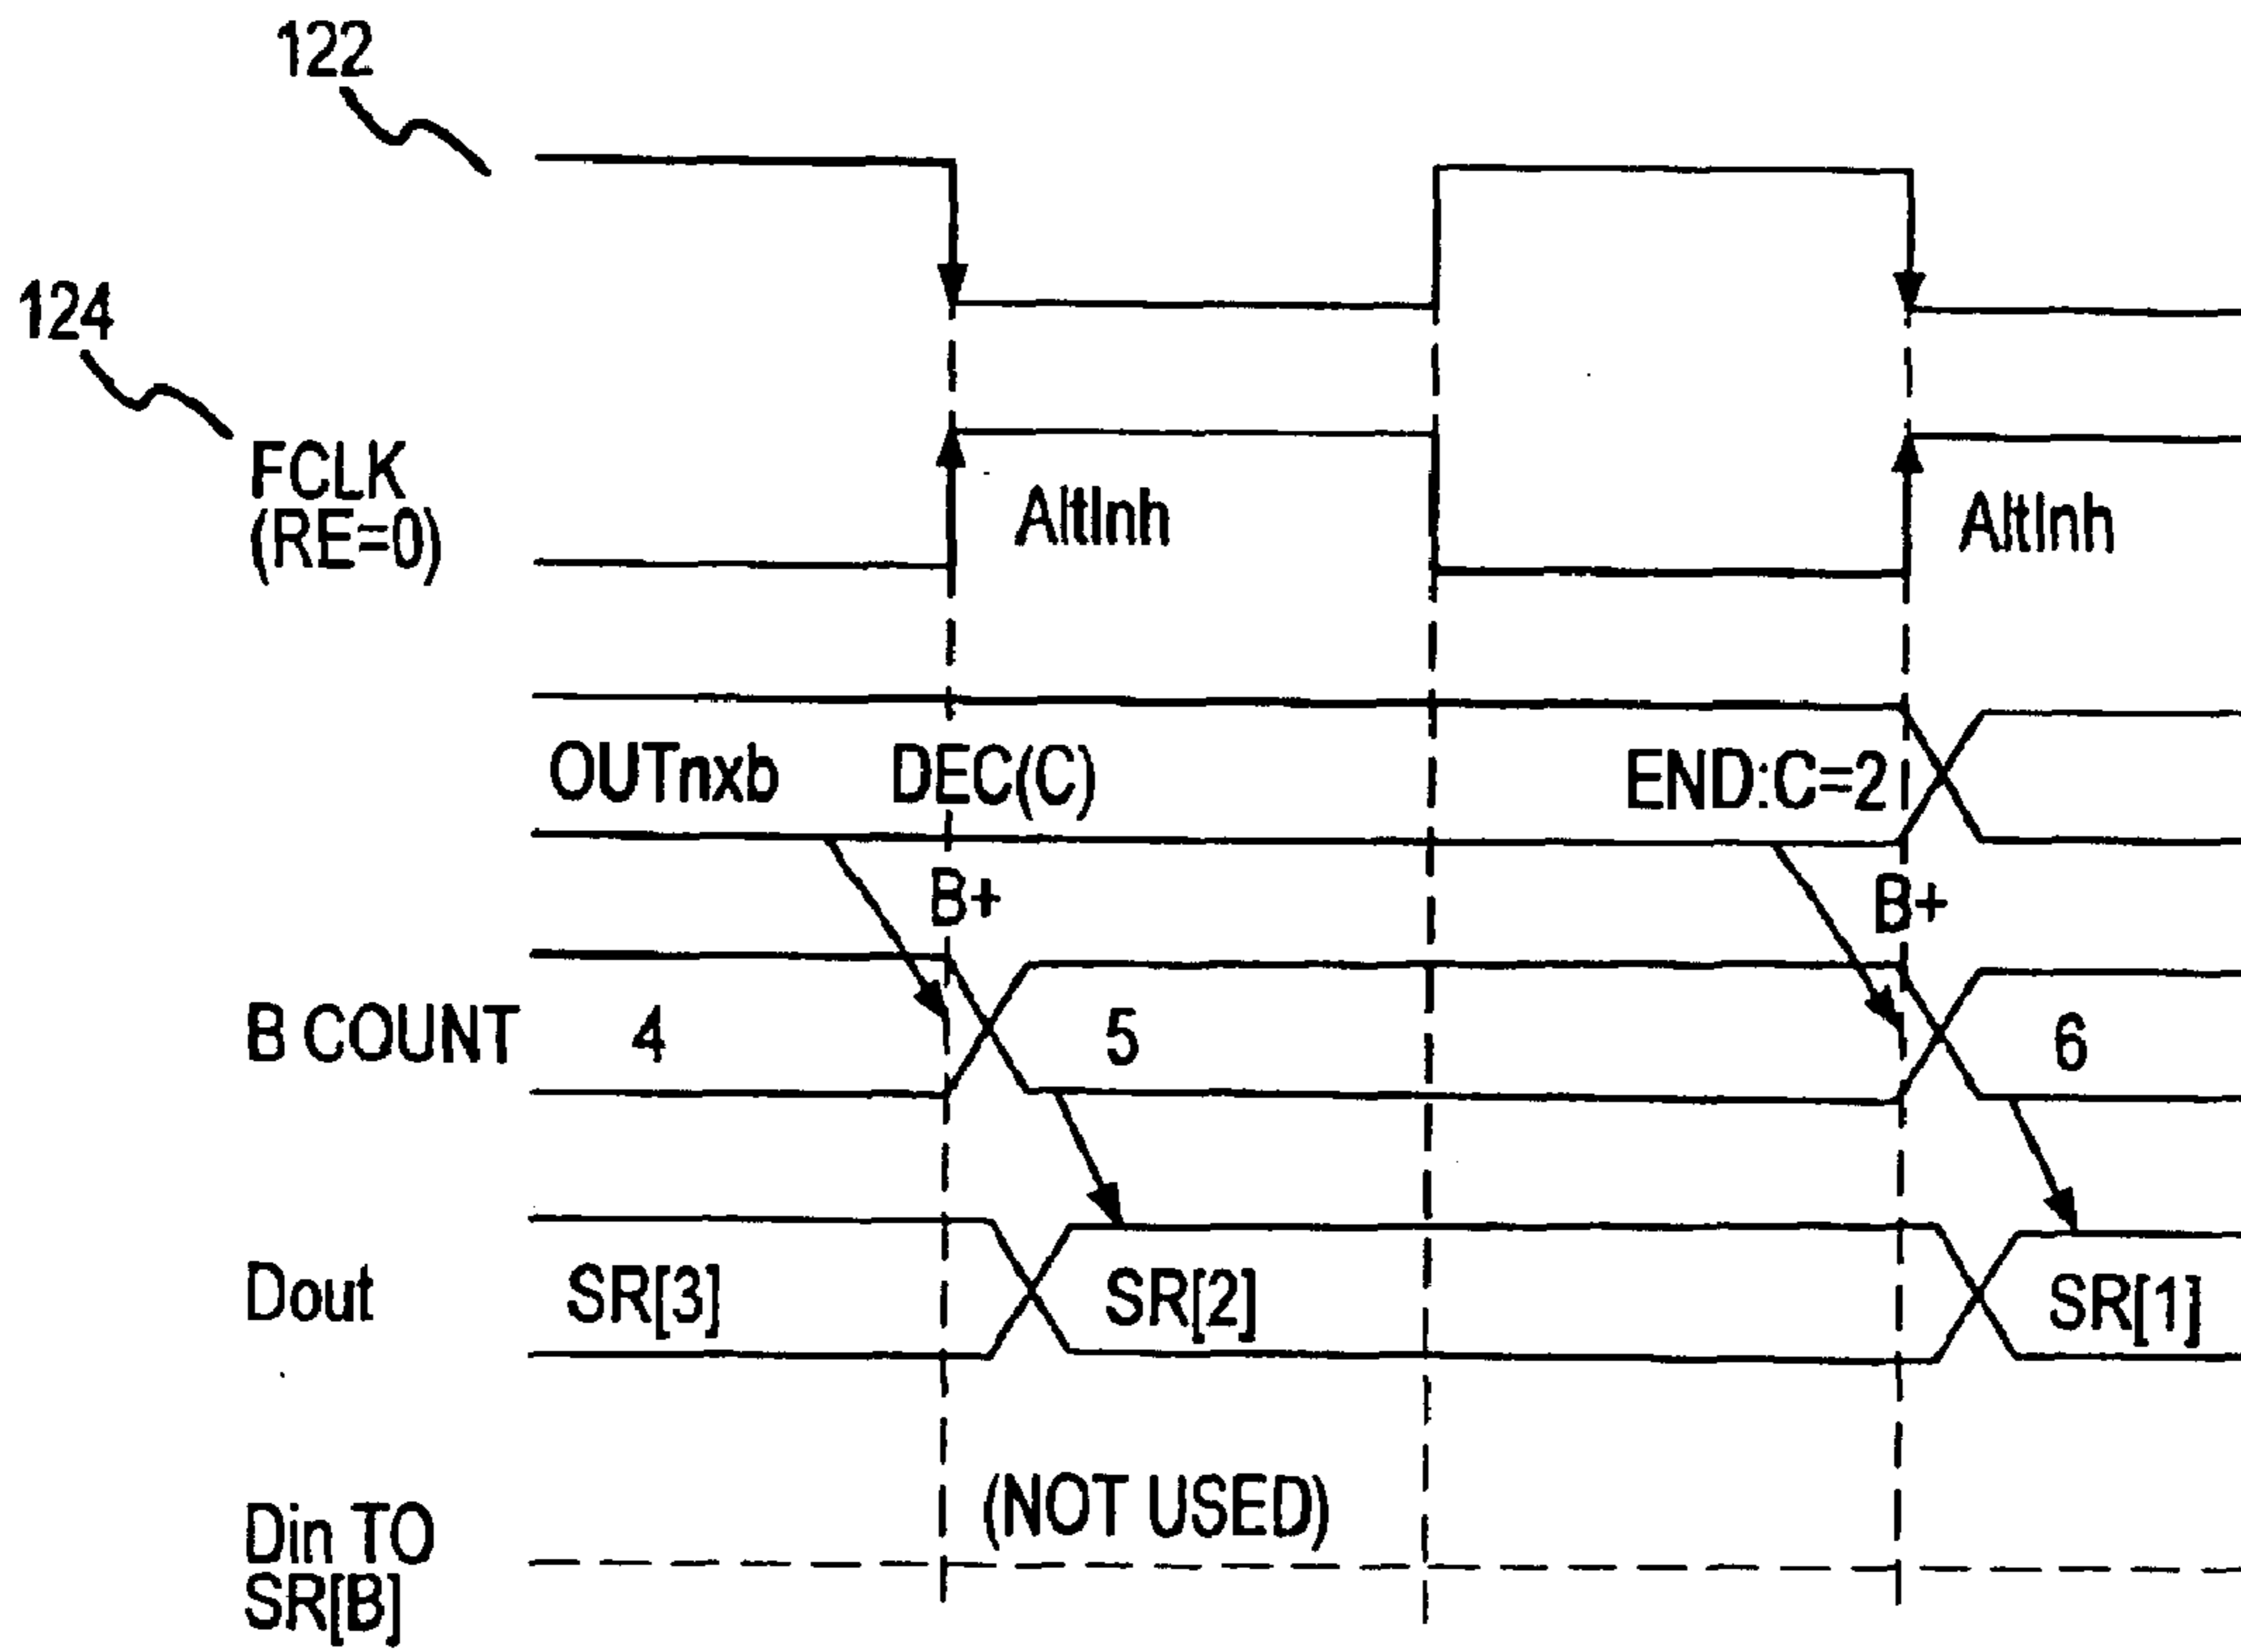 122
124
FCLK
(RE=0)
AltInh
AltInh
OUTnxb
DEC(C)
END:C=2
B+
B+
B COUNT
4
5
6
Dout
SR[3]
SR[2]
SR[1]
(NOT USED)
Din TO
SR[B]